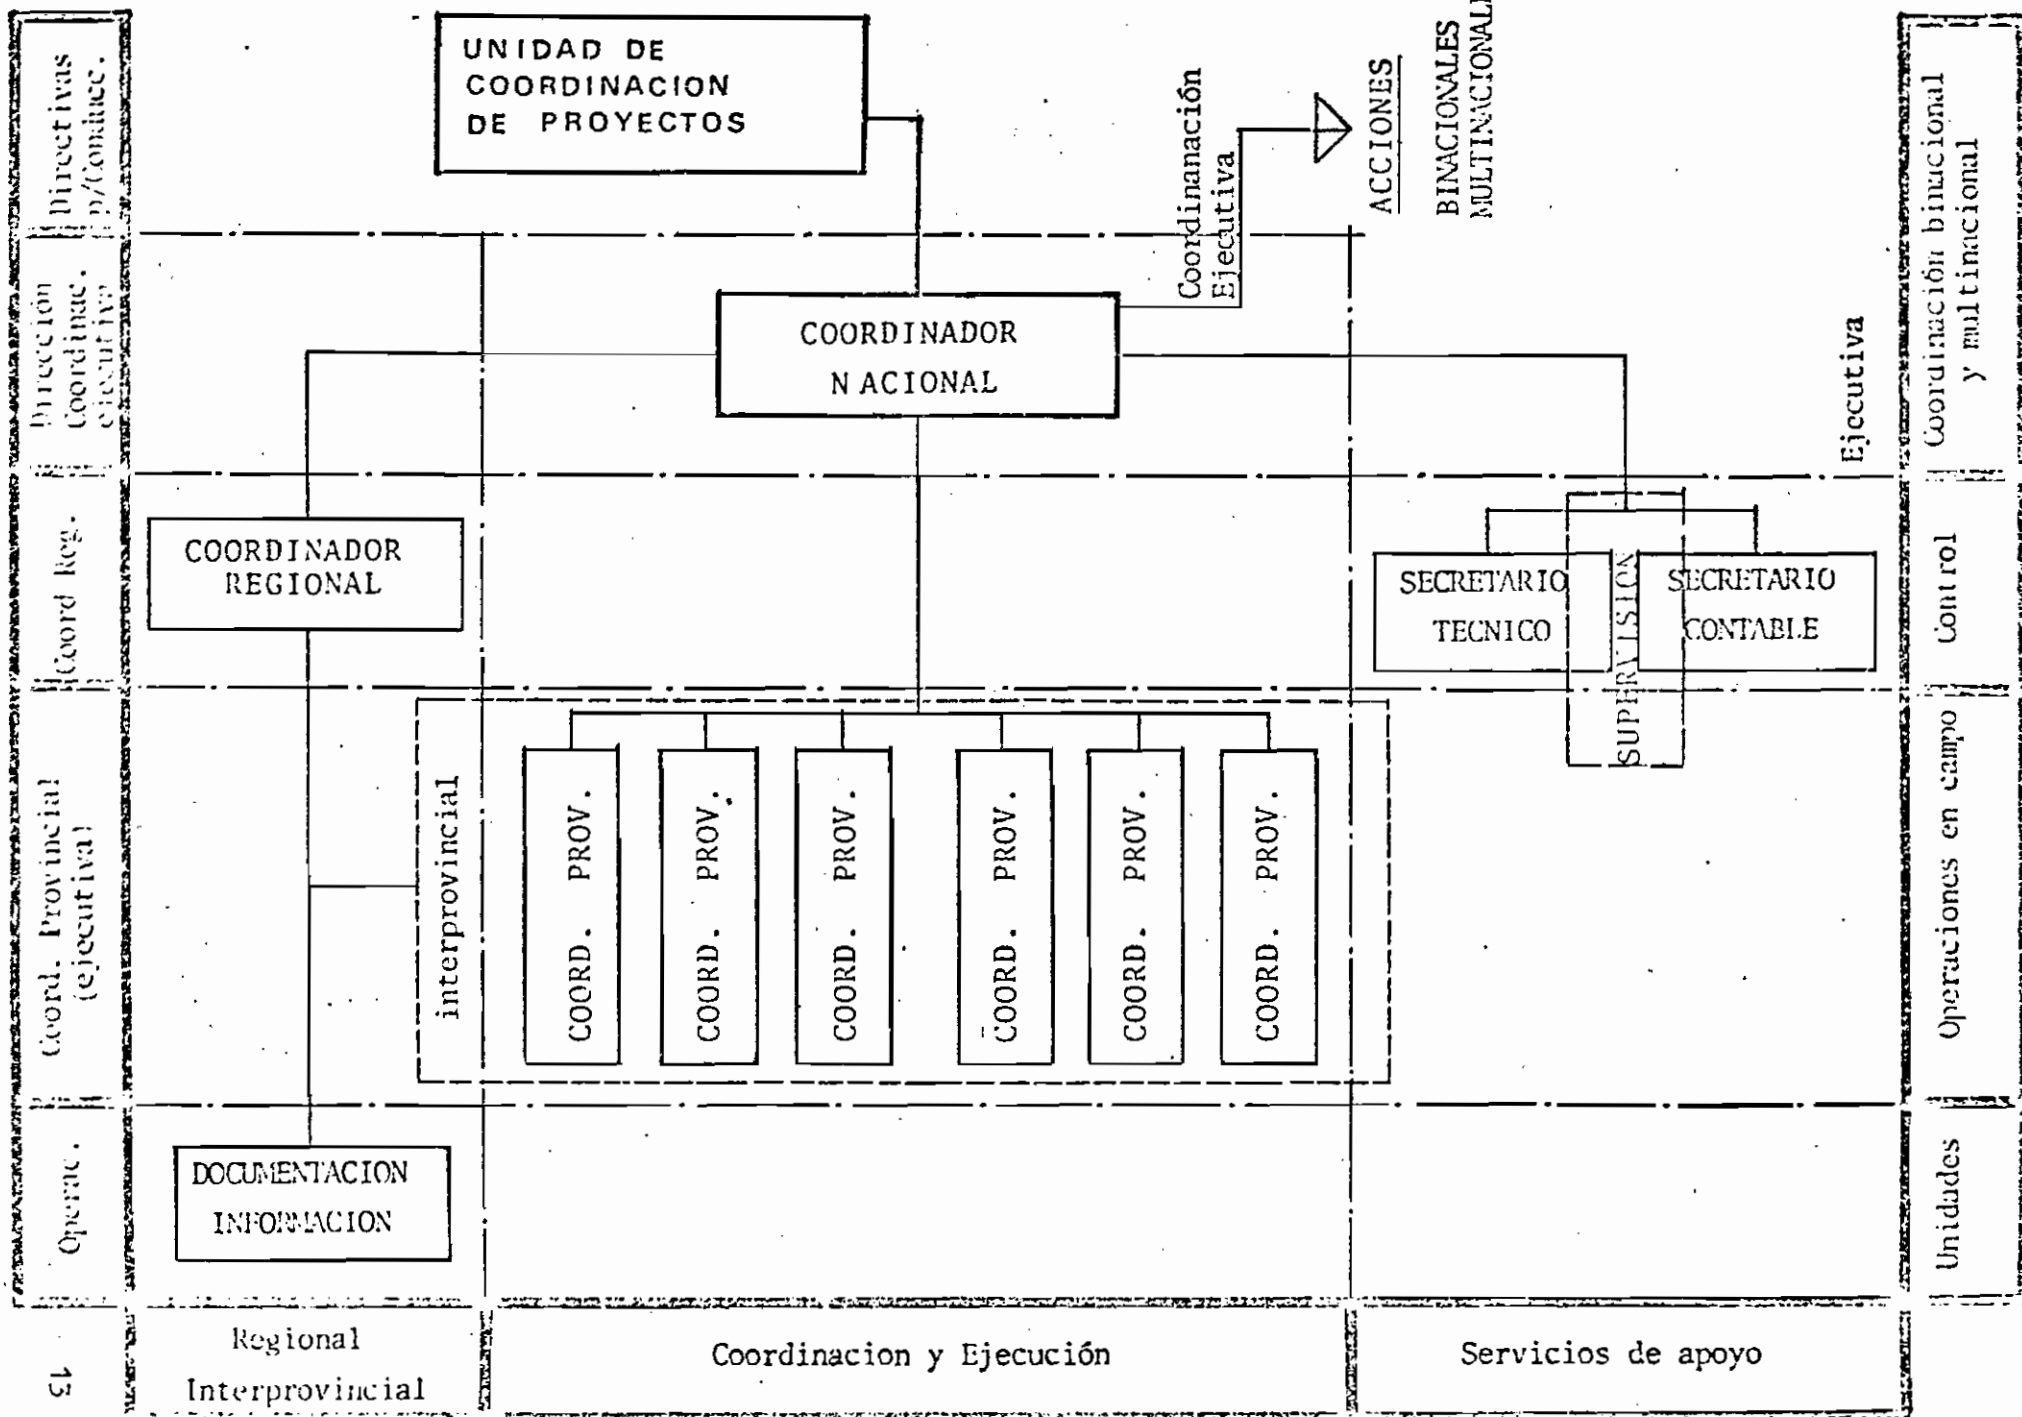 UNIDAD DE
COORDINACION
DE PROYECTOS
Coordinanación
Ejecutiva
ACCIONES
BINACIONALES
Directivas
p/Conducc.
Dirección
Coordinac.
ejecutiva
Coord Reg.
Coord. Provincial
(ejecutiva)
Operac.
13
COORDINADOR
NACIONAL
COORDINADOR
REGIONAL
SECRETARIO
TECNICO
SUPERVISION
SECRETARIO
CONTABLE
interprovincial
COORD. PROV.
COORD. PROV.
COORD. PROV.
COORD. PROV.
COORD. PROV.
COORD. PROV.
DOCUMENTACION
INFORMACION
Ejecutiva
Coordinación binacional
y multinacional
Control
Operaciones en campo
Unidades
Regional
Interprovincial
Coordinacion y Ejecución
Servicios de apoyo